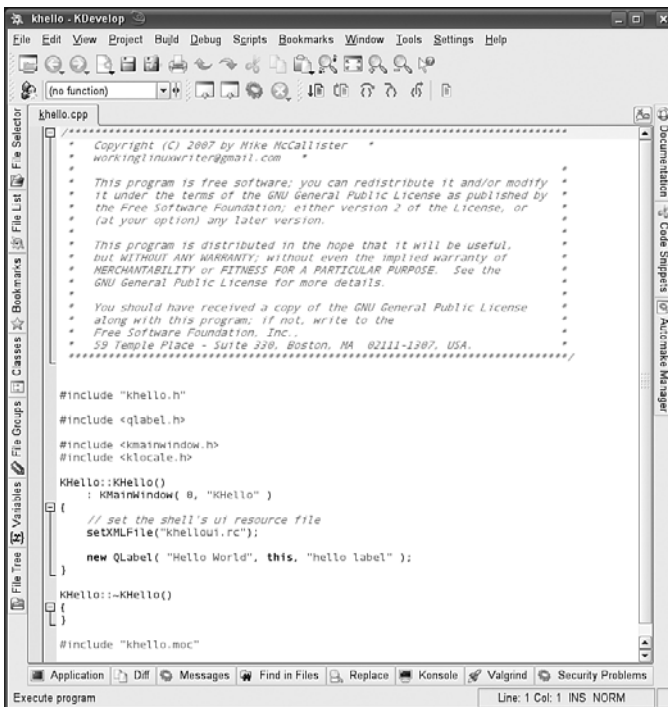 khello - KDevelop
File Edit View Project Build Debug Scripts Bookmarks Window Tools Settings Help
(no function)
khello.cpp
File Selector
File List
Bookmarks
Classes
File Groups
Variables
File Tree
/******************************************************************************
* Copyright (C) 2007 by Mike McCallister *
* workinglinuxwriter@gmail.com *
* *
* This program is free software; you can redistribute it and/or modify *
* it under the terms of the GNU General Public License as published by *
* the Free Software Foundation; either version 2 of the License, or *
* (at your option) any later version. *
* *
* This program is distributed in the hope that it will be useful, *
* but WITHOUT ANY WARRANTY; without even the implied warranty of *
* MERCHANTABILITY or FITNESS FOR A PARTICULAR PURPOSE. See the *
* GNU General Public License for more details. *
* *
* You should have received a copy of the GNU General Public License *
* along with this program; if not, write to the *
* Free Software Foundation, Inc., *
* 59 Temple Place - Suite 330, Boston, MA 02111-1307, USA. *
******************************************************************************/
#include "khello.h"
#include <qlabel.h>
#include <kmainwindow.h>
#include <klocale.h>
KHello::KHello()
: KMainWindow( 0, "KHello" )
{
// set the shell's ui resource file
setXMLFile("khelloui.rc");
new QLabel( "Hello World", this, "hello label" );
}
KHello::~KHello()
{
}
#include "khello.moc"
Documentation
Code Snippets
Automake Manager
Application Diff Messages Find in Files Replace Konsole Valgrind Security Problems
Execute program
Line: 1 Col: 1 INS NORM